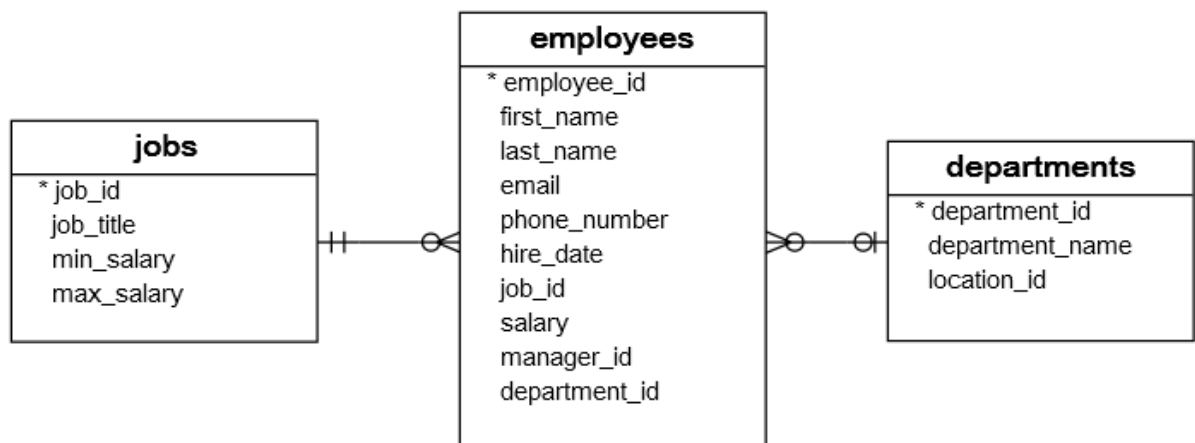 jobs
* job_id
job_title
min_salary
max_salary
employees
* employee_id
first_name
last_name
email
phone_number
hire_date
job_id
salary
manager_id
department_id
departments
* department_id
department_name
location_id